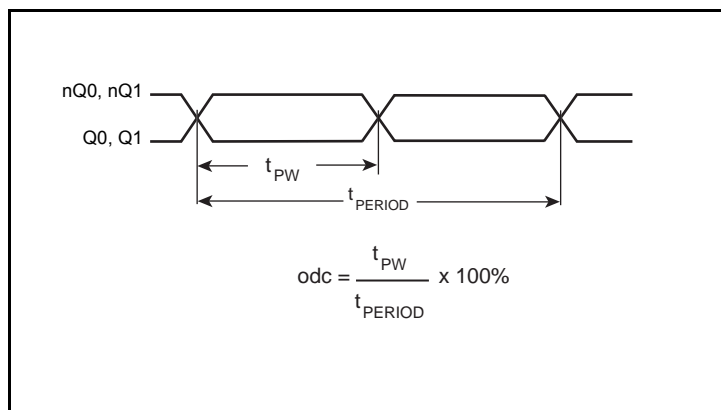 nQ0, nQ1
Q0, Q1
tPW
tPERIOD
odc = tPW / tPERIOD x 100%